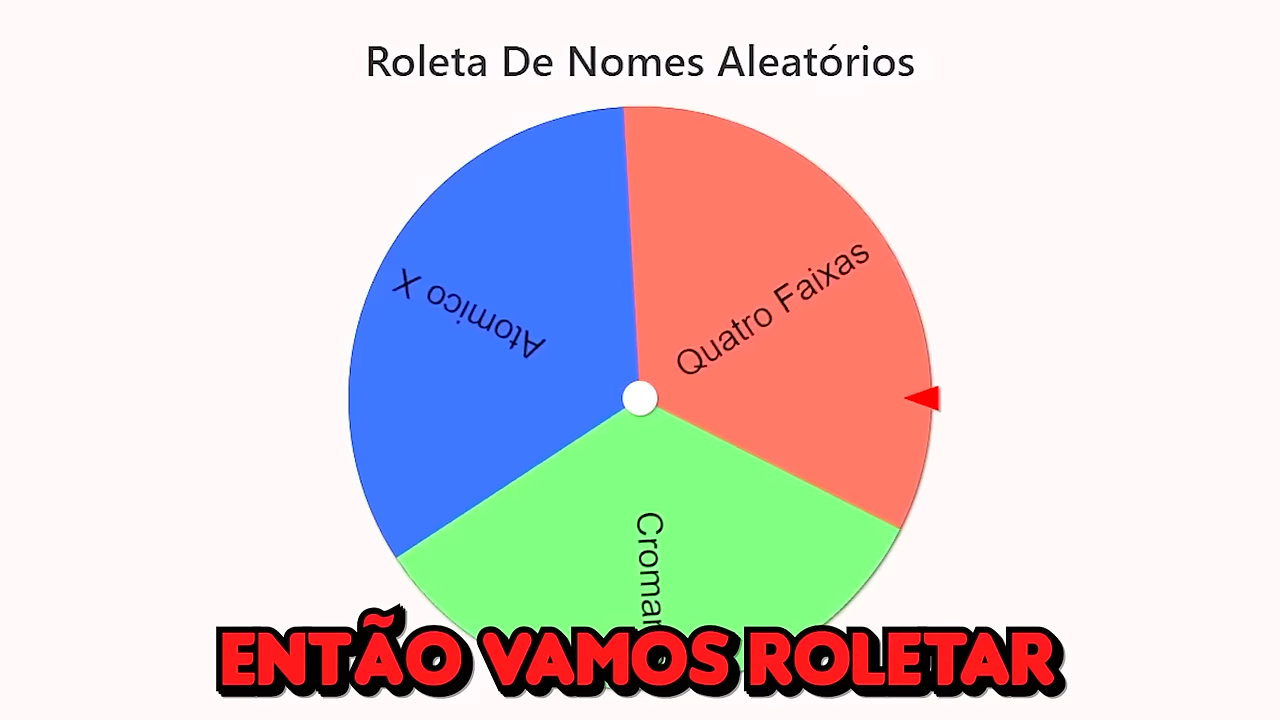 Roleta De Nomes Aleatórios
Quatro Faixas
Atomico X
ENTÃO VAMOS ROLETAR